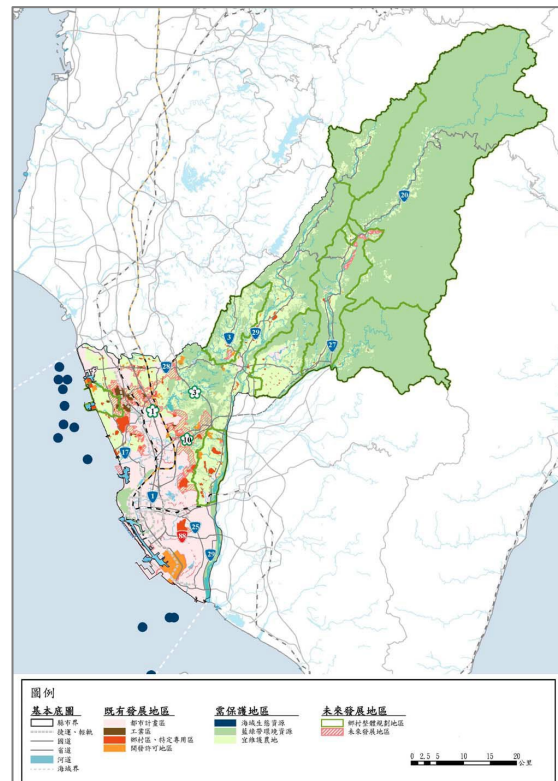 20
3
29
27
28
1
3
10
17
1
25
88
29
圖例
基本底圖
縣市界
捷運、輕軌
國道
省道
河道
海域界
既有發展地區
都市計畫區
工業區
鄉村區、特定專用區
開發許可地區
需保護地區
海域生態資源
藍綠帶環境資源
宜維護農地
未來發展地區
鄉村整體規劃地區
未來發展地區
0 2.5 5 10 15 20
公里